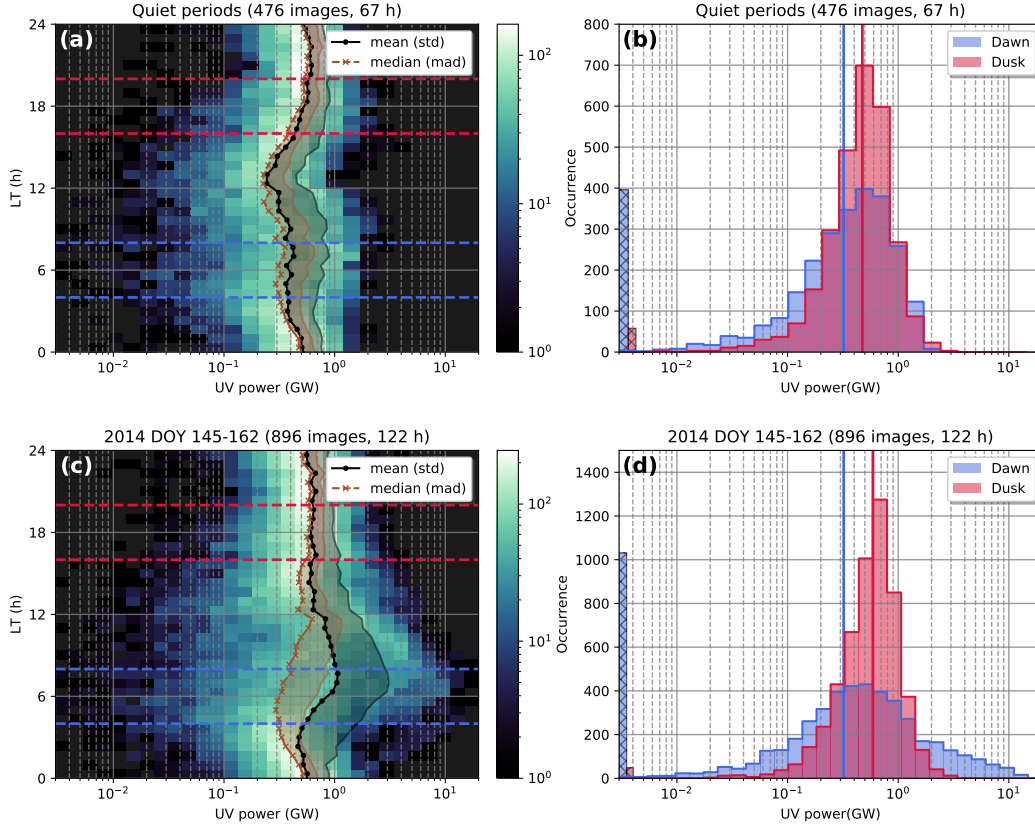 Quiet periods (476 images, 67 h)
(a)
mean (std)
median (mad)
24
18
12
6
0
LT (h)
10⁻²
10⁻¹
10⁰
10¹
UV power (GW)
10²
10¹
10⁰
Quiet periods (476 images, 67 h)
(b)
Dawn
Dusk
800
700
600
500
400
300
200
100
0
Occurrence
10⁻²
10⁻¹
10⁰
10¹
UV power(GW)
2014 DOY 145-162 (896 images, 122 h)
(c)
mean (std)
median (mad)
24
18
12
6
0
LT (h)
10⁻²
10⁻¹
10⁰
10¹
UV power (GW)
10²
10¹
10⁰
2014 DOY 145-162 (896 images, 122 h)
(d)
Dawn
Dusk
1400
1200
1000
800
600
400
200
0
Occurrence
10⁻²
10⁻¹
10⁰
10¹
UV power(GW)